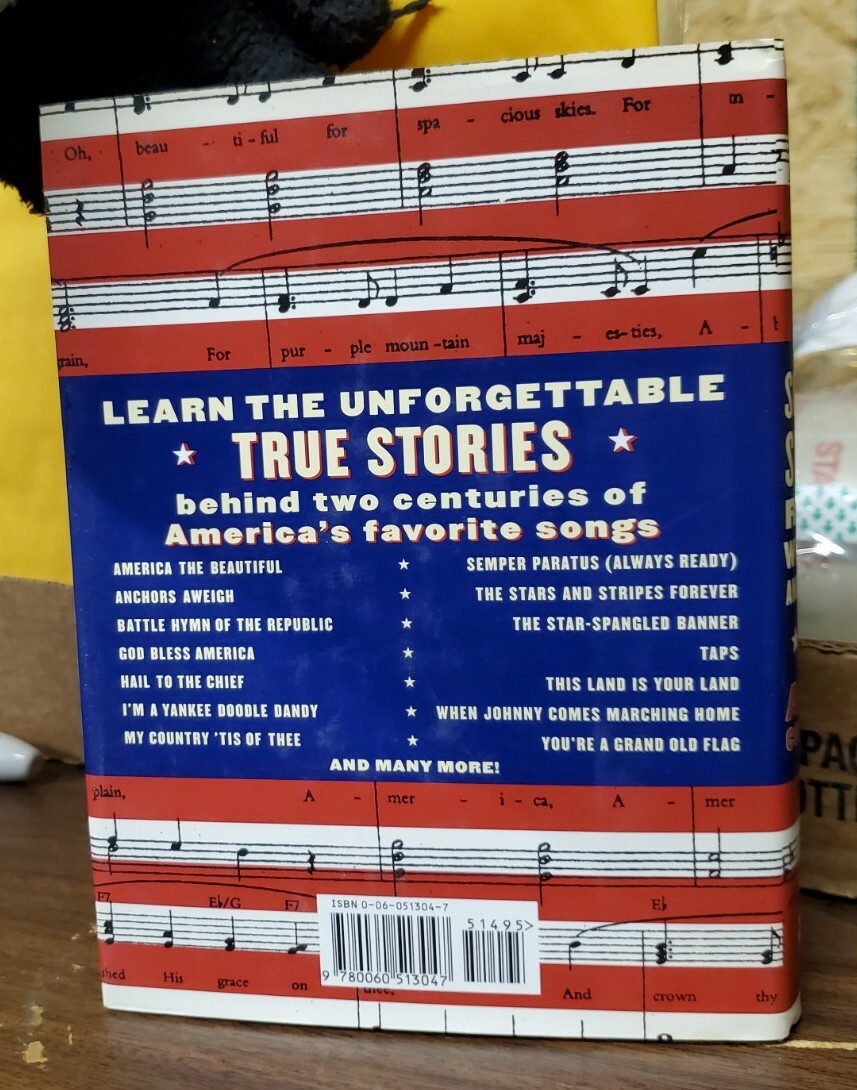 Oh, beau - ti - ful for spa - cious skies. For
For pur - ple moun - tain maj - es - ties, A -
LEARN THE UNFORGETTABLE
TRUE STORIES
behind two centuries of
America's favorite songs
AMERICA THE BEAUTIFUL
ANCHORS AWEIGH
BATTLE HYMN OF THE REPUBLIC
GOD BLESS AMERICA
HAIL TO THE CHIEF
I'M A YANKEE DOODLE DANDY
MY COUNTRY 'TIS OF THEE
SEMPER PARATUS (ALWAYS READY)
THE STARS AND STRIPES FOREVER
THE STAR-SPANGLED BANNER
TAPS
THIS LAND IS YOUR LAND
WHEN JOHNNY COMES MARCHING HOME
YOU'RE A GRAND OLD FLAG
AND MANY MORE!
plain, A - mer - i - ca, A - mer
F7 Eb/G F7 Eb
His grace on And crown thy
ISBN 0-06-051304-7
51495>
9 780060 513047